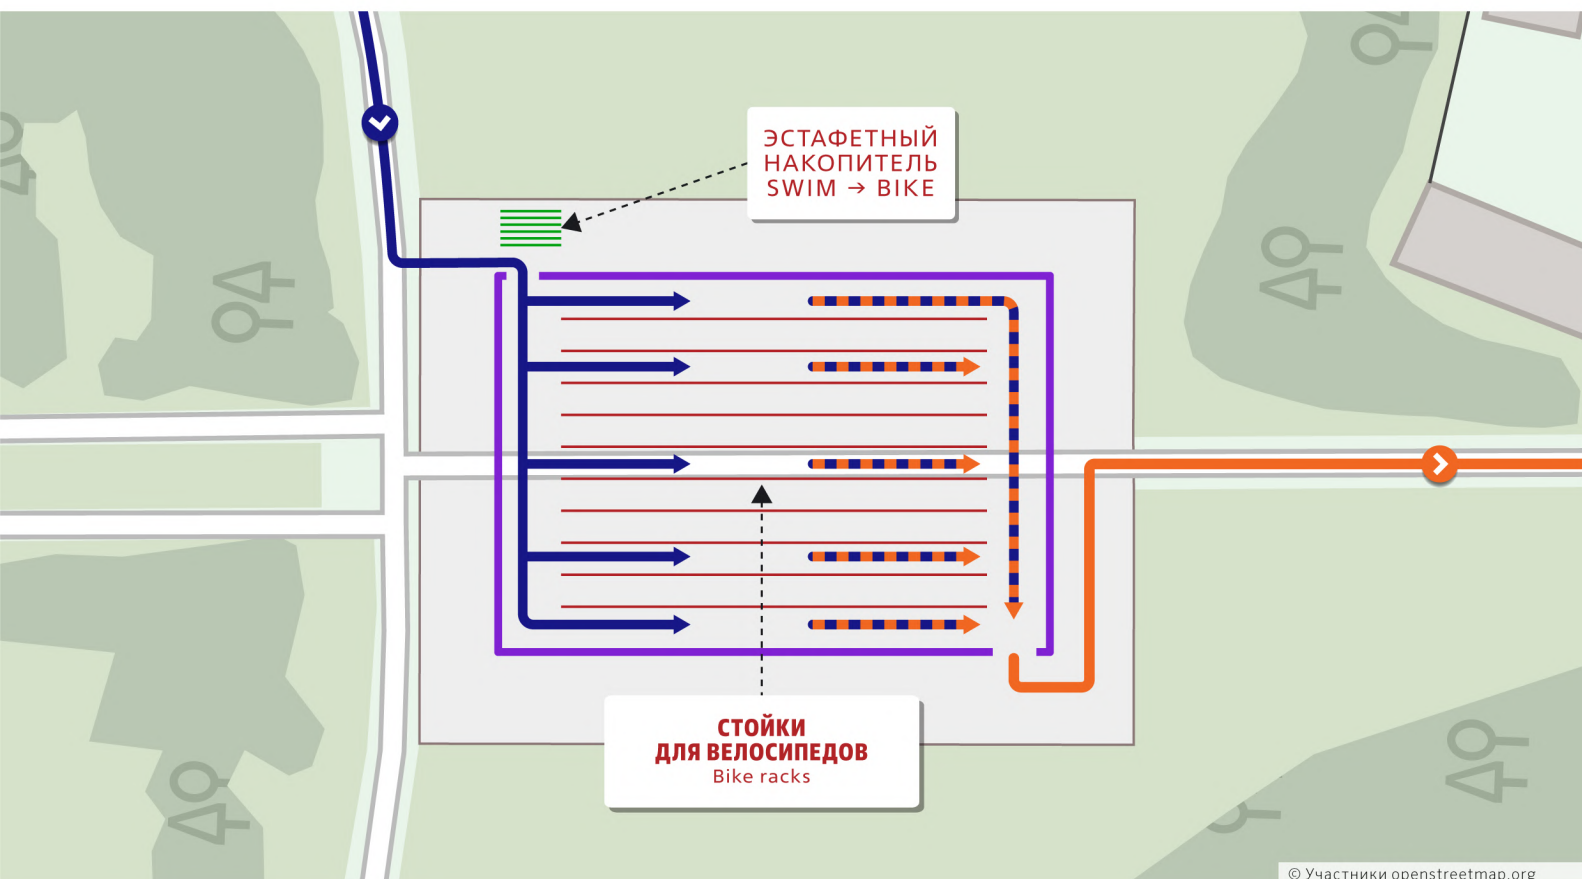 ЭСТАФЕТНЫЙ
НАКОПИТЕЛЬ
SWIM → BIKE
СТОЙКИ
ДЛЯ ВЕЛОСИПЕДОВ
Bike racks
© Участники openstreetmap.org